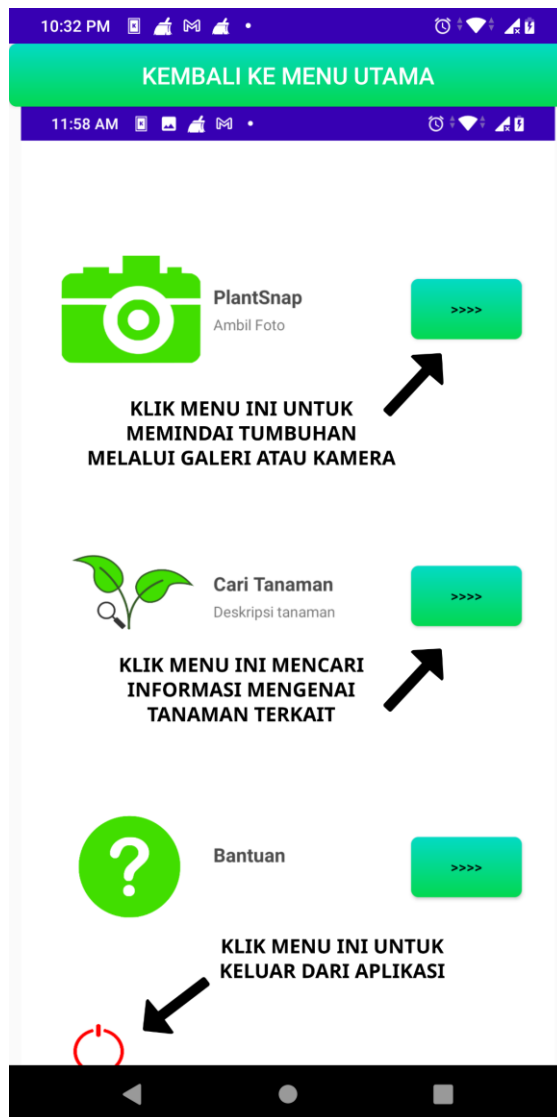 10:32 PM
KEMBALI KE MENU UTAMA
11:58 AM
PlantSnap
Ambil Foto
>>>>
KLIK MENU INI UNTUK
MEMINDAI TUMBUHAN
MELALUI GALERI ATAU KAMERA
Cari Tanaman
Deskripsi tanaman
>>>>
KLIK MENU INI MENCARI
INFORMASI MENGENAI
TANAMAN TERKAIT
?
Bantuan
>>>>
KLIK MENU INI UNTUK
KELUAR DARI APLIKASI